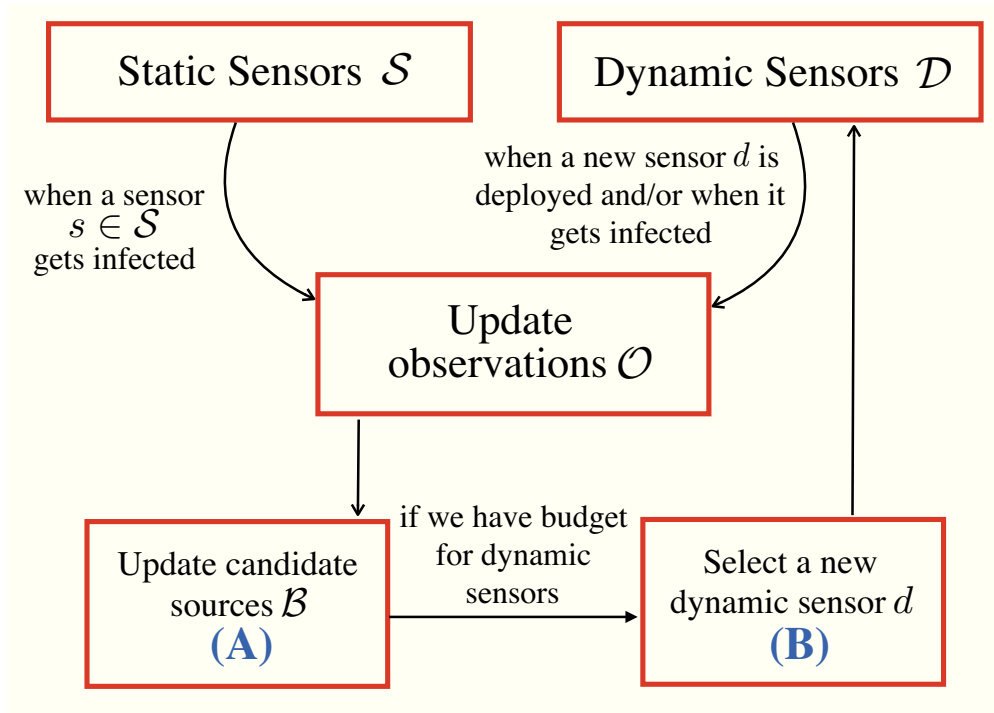 Static Sensors 𝒮
Dynamic Sensors 𝒟
when a sensor
s ∈ 𝒮
gets infected
when a new sensor d is
deployed and/or when it
gets infected
Update
observations 𝒪
Update candidate
sources ℬ
(A)
if we have budget
for dynamic
sensors
Select a new
dynamic sensor d
(B)